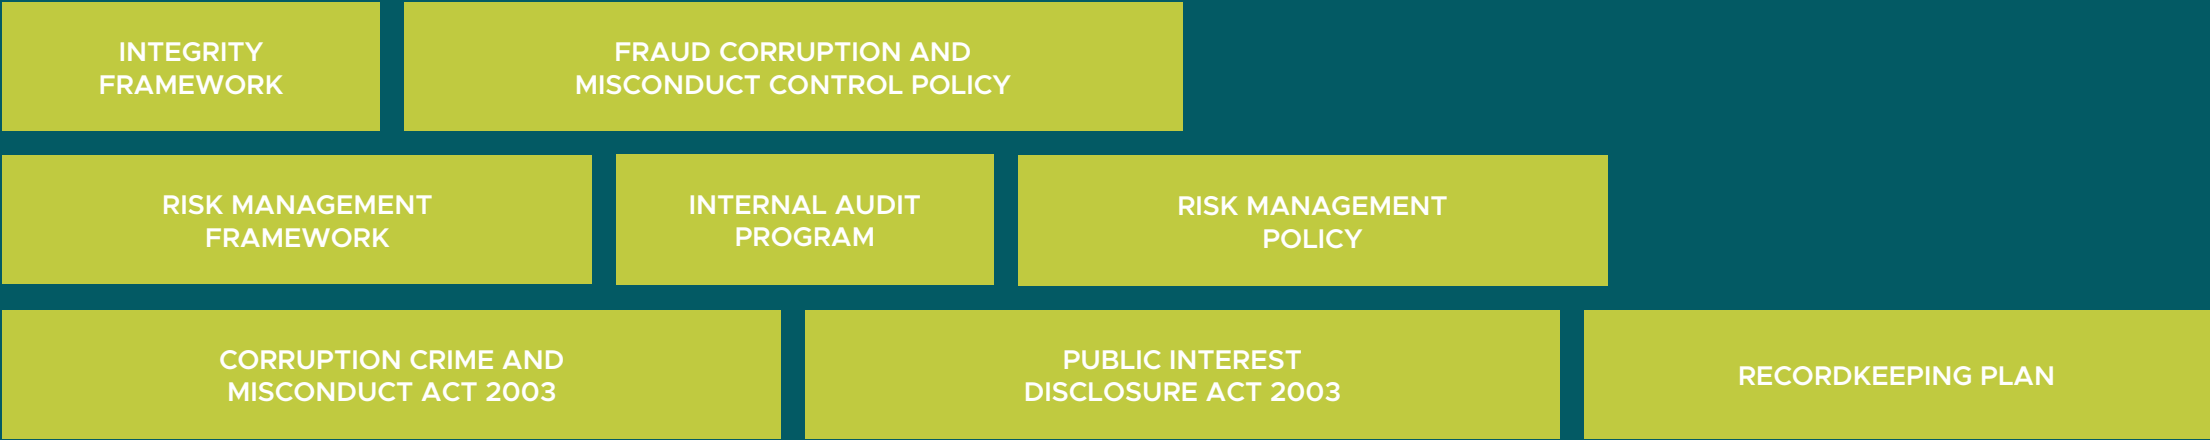 INTEGRITY
FRAMEWORK
FRAUD CORRUPTION AND
MISCONDUCT CONTROL POLICY
RISK MANAGEMENT
FRAMEWORK
INTERNAL AUDIT
PROGRAM
RISK MANAGEMENT
POLICY
CORRUPTION CRIME AND
MISCONDUCT ACT 2003
PUBLIC INTEREST
DISCLOSURE ACT 2003
RECORDKEEPING PLAN